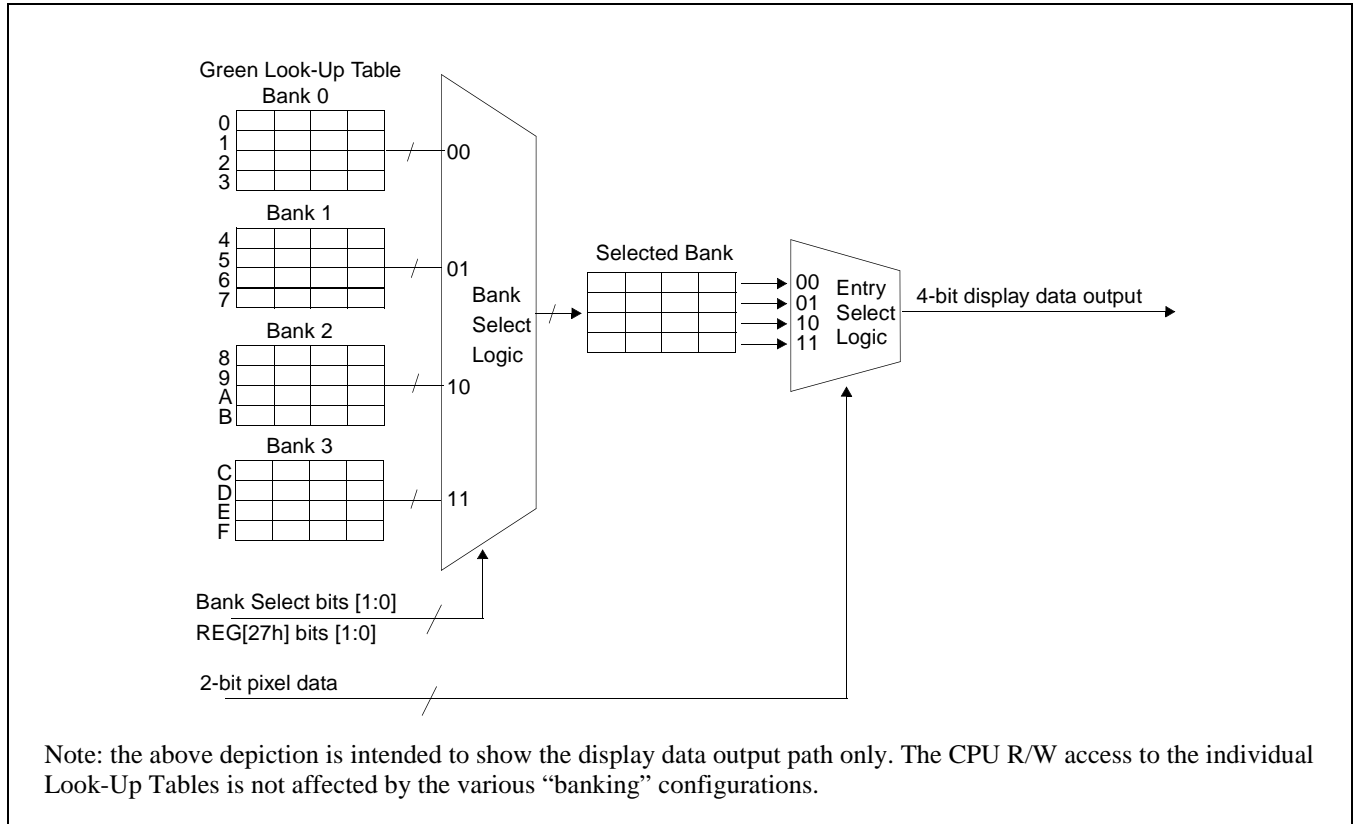 Green Look-Up Table
Bank 0
0
1
2
3
00
Bank 1
4
5
6
7
01
Bank 2
8
9
A
B
10
Bank 3
C
D
E
F
11
Bank
Select
Logic
Selected Bank
00
01
10
11
Entry
Select
Logic
4-bit display data output
Bank Select bits [1:0]
REG[27h] bits [1:0]
2-bit pixel data
Note: the above depiction is intended to show the display data output path only. The CPU R/W access to the individual
Look-Up Tables is not affected by the various “banking” configurations.